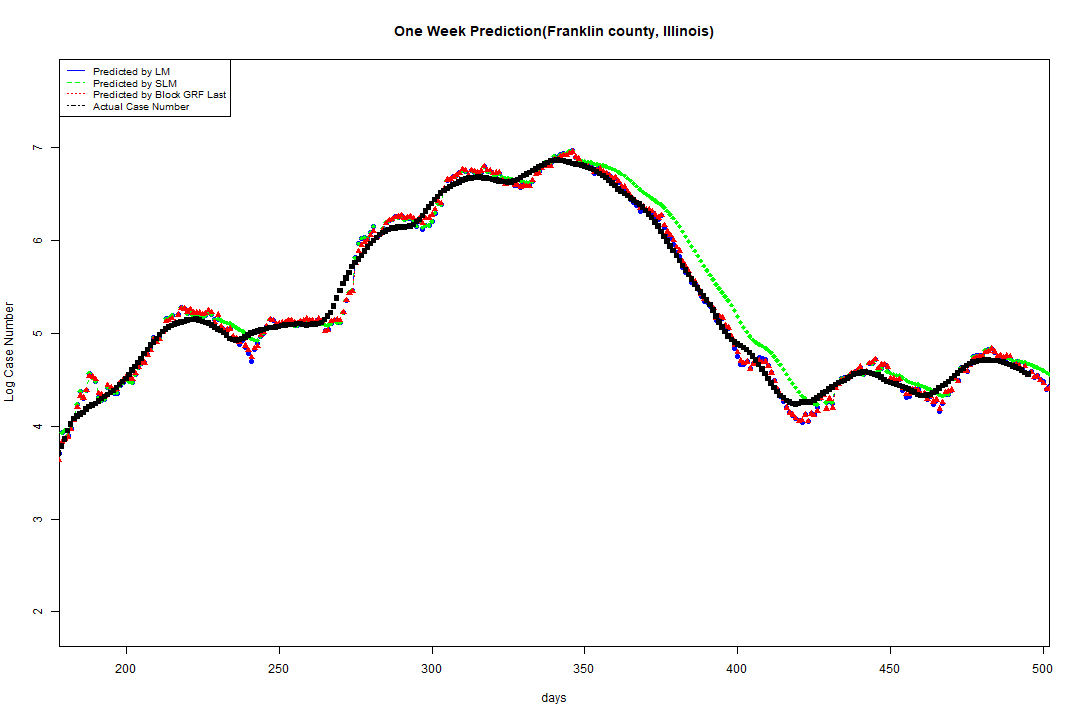 One Week Prediction(Franklin county, Illinois)
Predicted by LM
Predicted by SLM
Predicted by Block GRF Last
Actual Case Number
7
6
5
4
3
2
Log Case Number
200 250 300 350 400 450 500
days